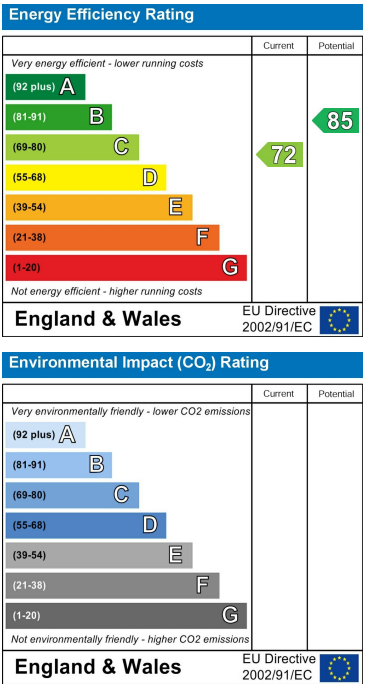 Energy Efficiency Rating
Current Potential
Very energy efficient - lower running costs
(92 plus) A
(81-91) B
(69-80) C
(55-68) D
(39-54) E
(21-38) F
(1-20) G
72
85
Not energy efficient - higher running costs
England & Wales
EU Directive
2002/91/EC
Environmental Impact (CO₂) Rating
Current Potential
Very environmentally friendly - lower CO2 emissions
(92 plus) A
(81-91) B
(69-80) C
(55-68) D
(39-54) E
(21-38) F
(1-20) G
Not environmentally friendly - higher CO2 emissions
England & Wales
EU Directive
2002/91/EC